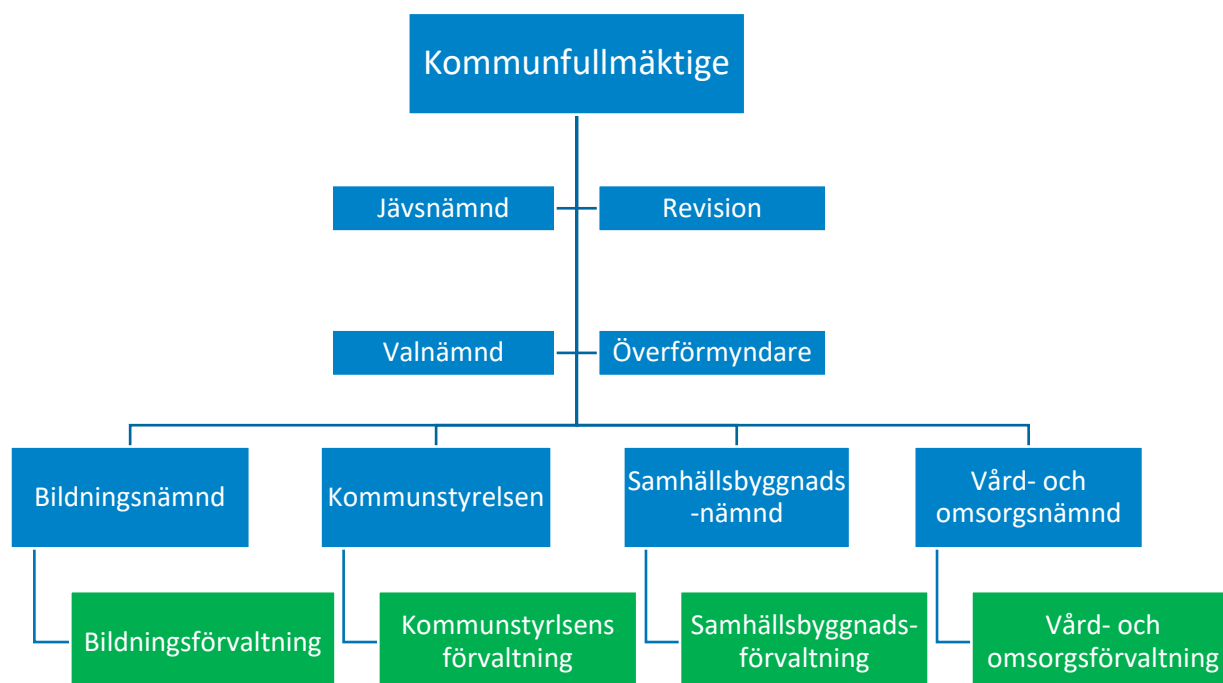 Kommunfullmäktige
Jävsnämnd
Revision
Valnämnd
Överförmyndare
Bildningsnämnd
Kommunstyrelsen
Samhällsbyggnads
-nämnd
Vård- och
omsorgsnämnd
Bildningsförvaltning
Kommunstyrlsens
förvaltning
Samhällsbyggnads-
förvaltning
Vård- och
omsorgsförvaltning